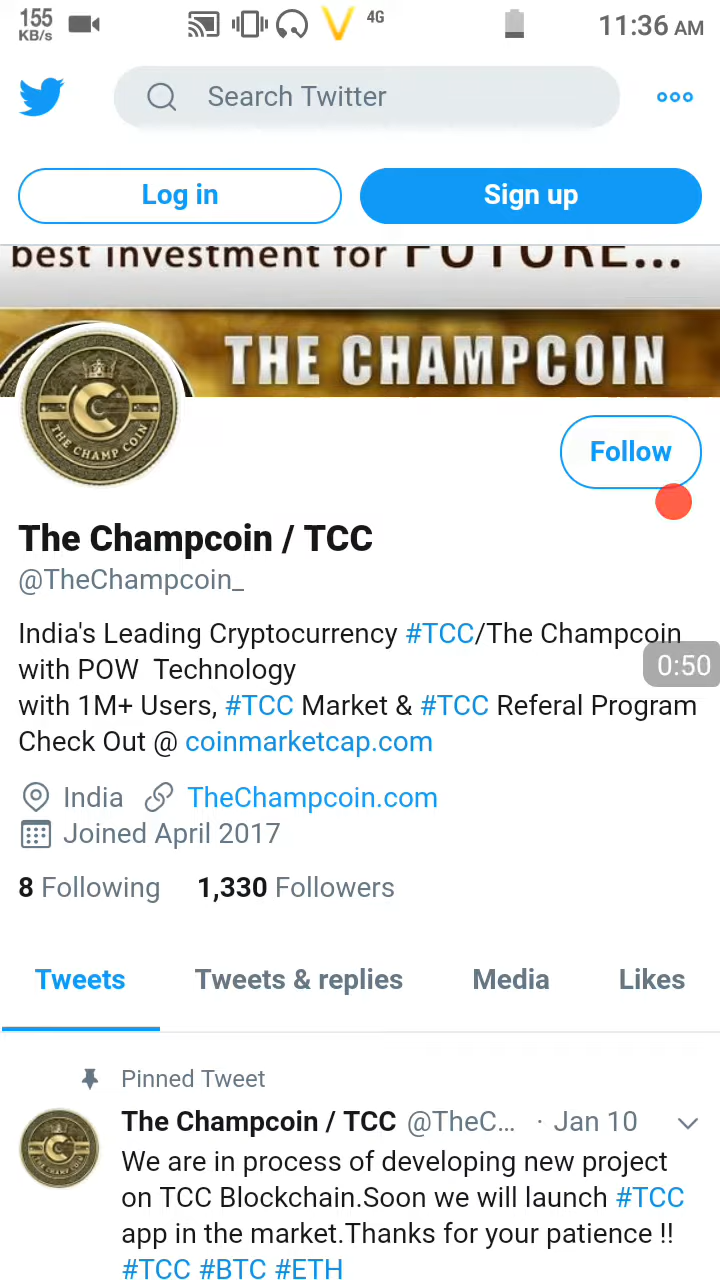 155
KB/s
4G
11:36 AM
Search Twitter
Log in
Sign up
best investment for FUTURE...
THE CHAMPCOIN
C
THE CHAMP COIN
Follow
The Champcoin / TCC
@TheChampcoin_
India's Leading Cryptocurrency #TCC/The Champcoin
with POW Technology
0:50
with 1M+ Users, #TCC Market & #TCC Referal Program
Check Out @ coinmarketcap.com
India TheChampcoin.com
Joined April 2017
8 Following 1,330 Followers
Tweets Tweets & replies Media Likes
Pinned Tweet
The Champcoin / TCC @TheC... · Jan 10
C
THE CHAMP COIN
We are in process of developing new project
on TCC Blockchain.Soon we will launch #TCC
app in the market.Thanks for your patience !!
#TCC #BTC #ETH